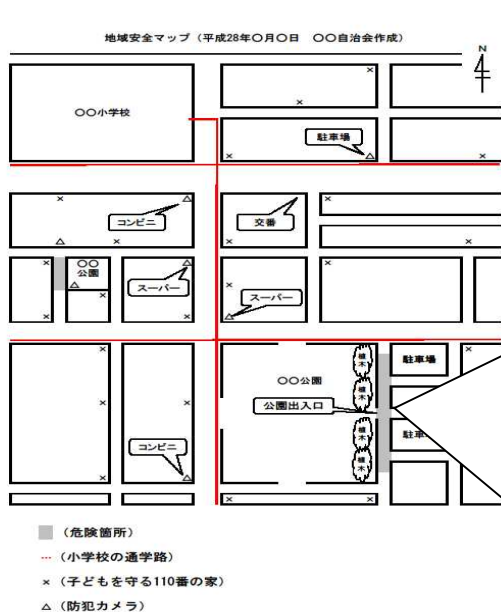 地域安全マップ（平成28年〇月〇日　〇〇自治会作成）
N
〇〇小学校
駐車場
コンビニ
交番
〇〇
公園
スーパー
スーパー
植木
駐車場
〇〇公園
植木
公園出入口
植木
駐車
コンビニ
植木
（危険箇所）
…（小学校の通学路）
×（子どもを守る110番の家）
△（防犯カメラ）